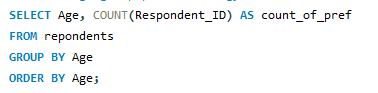 SELECT Age, COUNT(Respondent_ID) AS count_of_pref
FROM repondents
GROUP BY Age
ORDER BY Age;